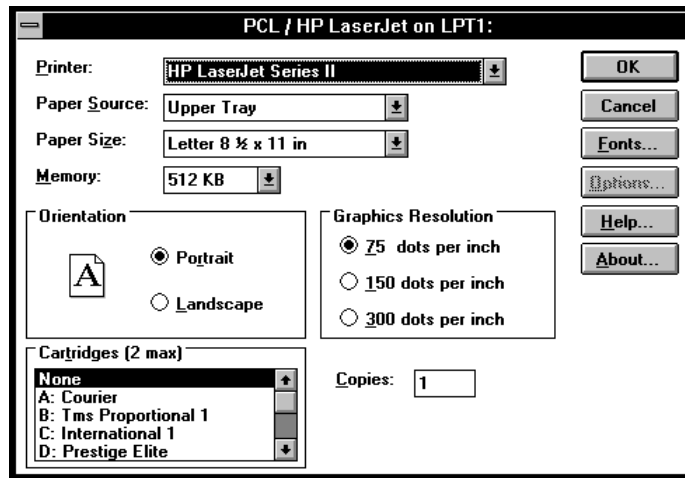 PCL / HP LaserJet on LPT1:
Printer: HP LaserJet Series II
OK
Paper Source: Upper Tray
Cancel
Paper Size: Letter 8 ½ x 11 in
Fonts...
Memory: 512 KB
Options...
Orientation
Graphics Resolution
Help...
A
Portrait
75 dots per inch
About...
Landscape
150 dots per inch
300 dots per inch
Cartridges (2 max)
None
Copies: 1
A: Courier
B: Tms Proportional 1
C: International 1
D: Prestige Elite